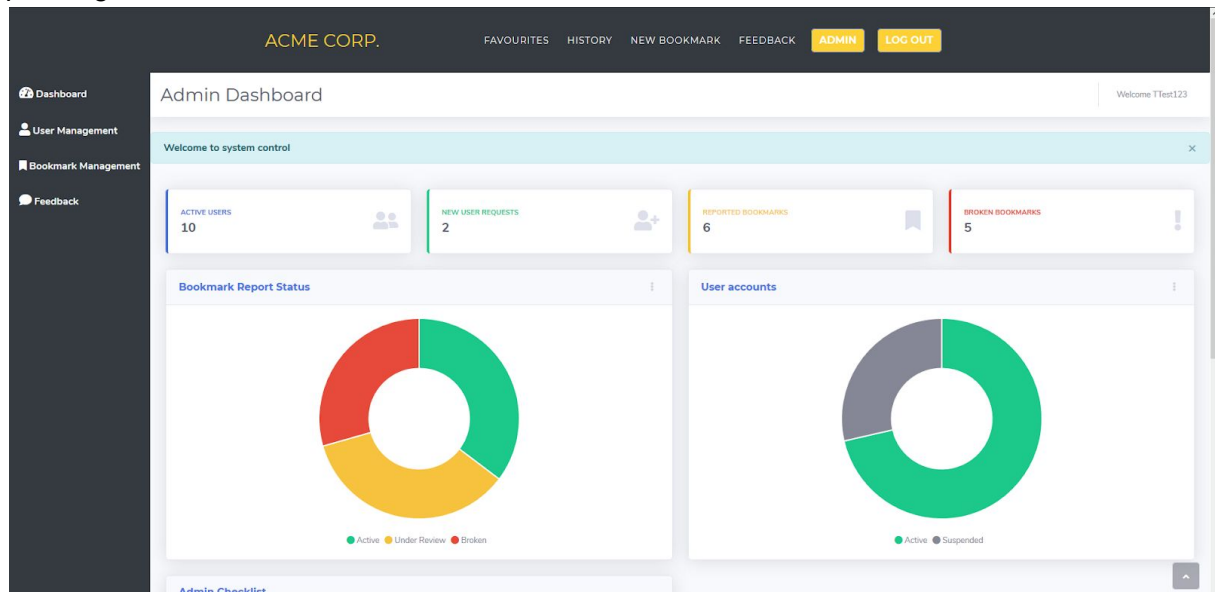 ACME CORP.
FAVOURITES HISTORY NEW BOOKMARK FEEDBACK ADMIN LOG OUT
Dashboard
User Management
Bookmark Management
Feedback
Admin Dashboard
Welcome TTest123
Welcome to system control
×
ACTIVE USERS
10
NEW USER REQUESTS
2
REPORTED BOOKMARKS
6
BROKEN BOOKMARKS
5
Bookmark Report Status
Active Under Review Broken
User accounts
Active Suspended
Admin Checklist